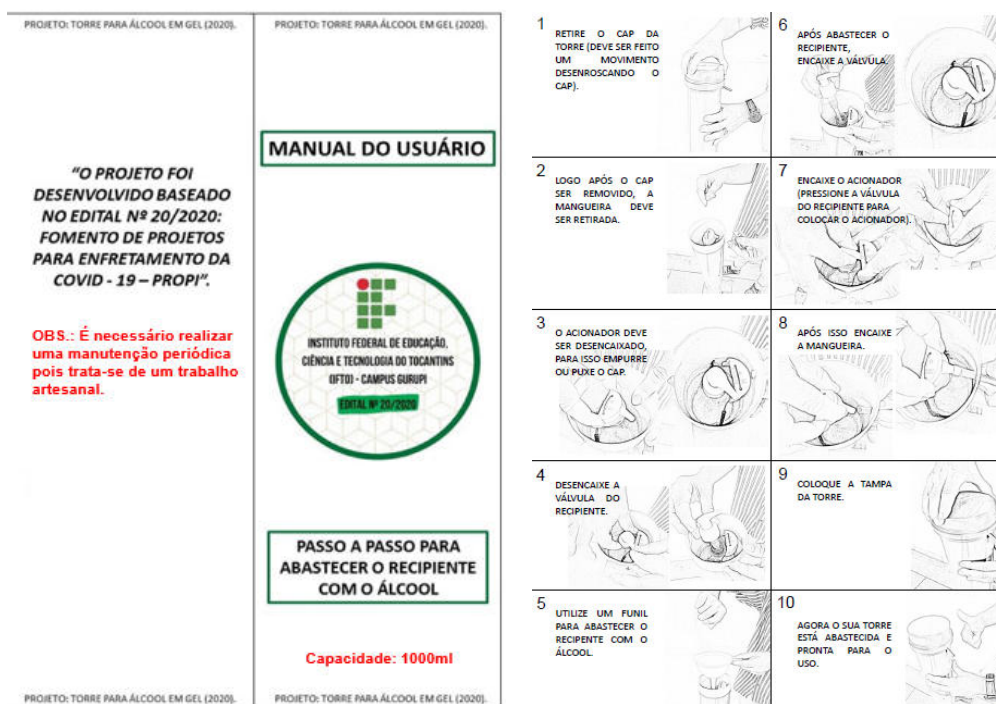 PROJETO: TORRE PARA ÁLCOOL EM GEL (2020).
"O PROJETO FOI
DESENVOLVIDO BASEADO
NO EDITAL Nº 20/2020:
FOMENTO DE PROJETOS
PARA ENFRETAMENTO DA
COVID - 19 – PROPI".
OBS.: É necessário realizar
uma manutenção periódica
pois trata-se de um trabalho
artesanal.
PROJETO: TORRE PARA ÁLCOOL EM GEL (2020).
PROJETO: TORRE PARA ÁLCOOL EM GEL (2020).
MANUAL DO USUÁRIO
INSTITUTO FEDERAL DE EDUCAÇÃO,
CIÊNCIA E TECNOLOGIA DO TOCANTINS
(IFTO) - CAMPUS GURUPI
EDITAL Nº 20/2020
PASSO A PASSO PARA
ABASTECER O RECIPIENTE
COM O ÁLCOOL
Capacidade: 1000ml
PROJETO: TORRE PARA ÁLCOOL EM GEL (2020).
1
RETIRE O CAP DA
TORRE (DEVE SER FEITO
UM MOVIMENTO
DESENROSCANDO O
CAP).
2
LOGO APÓS O CAP
SER REMOVIDO, A
MANGUEIRA DEVE
SER RETIRADA.
3
O ACIONADOR DEVE
SER DESENCAIXADO,
PARA ISSO EMPURRE
OU PUXE O CAP.
4
DESENCAIXE A
VÁLVULA DO
RECIPIENTE.
5
UTILIZE UM FUNIL
PARA ABASTECER O
RECIPENTE COM O
ÁLCOOL.
6
APÓS ABASTECER O
RECIPIENTE,
ENCAIXE A VÁLVULA.
7
ENCAIXE O ACIONADOR
(PRESSIONE A VÁLVULA
DO RECIPIENTE PARA
COLOCAR O ACIONADOR).
8
APÓS ISSO ENCAIXE
A MANGUEIRA.
9
COLOQUE A TAMPA
DA TORRE.
10
AGORA O SUA TORRE
ESTÁ ABASTECIDA E
PRONTA PARA O
USO.